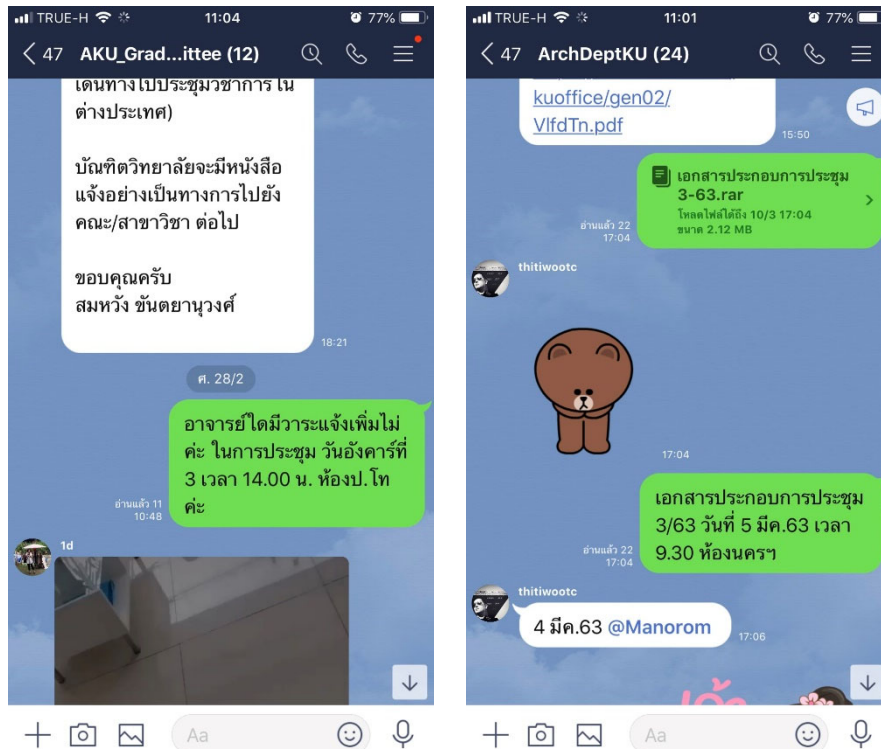 TRUE-H
11:04
77%
47 AKU_Grad...ittee (12)
เดินทางไปประชุมวิชาการ ใน
ต่างประเทศ)
บัณฑิตวิทยาลัยจะมีหนังสือ
แจ้งอย่างเป็นทางการไปยัง
คณะ/สาขาวิชา ต่อไป
ขอบคุณครับ
สมหวัง ขันตยานุวงศ์
18:21
ศ. 28/2
อาจารย์ใดมีวาระแจ้งเพิ่มไม่
ค่ะ ในการประชุม วันอังคาร์ที่
3 เวลา 14.00 น. ห้องป.โท
ค่ะ
อ่านแล้ว 11
10:48
1d
Aa
TRUE-H
11:01
77%
47 ArchDeptKU (24)
kuoffice/gen02/
VlfdTn.pdf
15:50
เอกสารประกอบการประชุม
3-63.rar
โหลดไฟล์ได้ถึง 10/3 17:04
ขนาด 2.12 MB
อ่านแล้ว 22
17:04
thitiwootc
17:04
เอกสารประกอบการประชุม
3/63 วันที่ 5 มีค.63 เวลา
9.30 ห้องนครฯ
อ่านแล้ว 22
17:04
thitiwootc
4 มีค.63 @Manorom
17:06
Aa